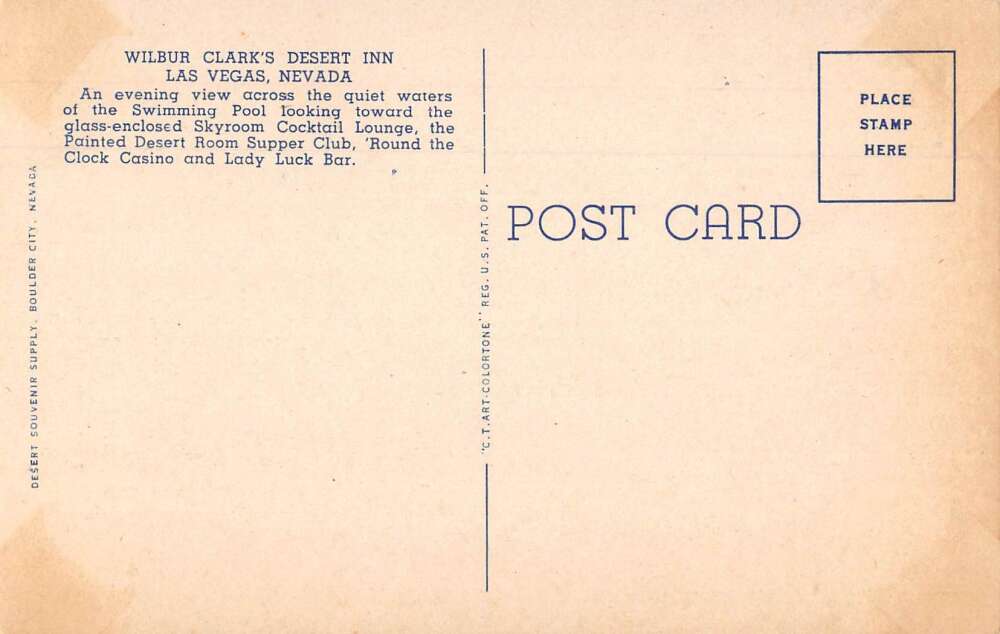 WILBUR CLARK'S DESERT INN
LAS VEGAS, NEVADA
An evening view across the quiet waters
of the Swimming Pool looking toward the
glass-enclosed Skyroom Cocktail Lounge, the
Painted Desert Room Supper Club, 'Round the
Clock Casino and Lady Luck Bar.
DESERT SOUVENIR SUPPLY, BOULDER CITY, NEVADA
"C.T. ART-COLORTONE" REG. U.S. PAT. OFF.
POST CARD
PLACE
STAMP
HERE